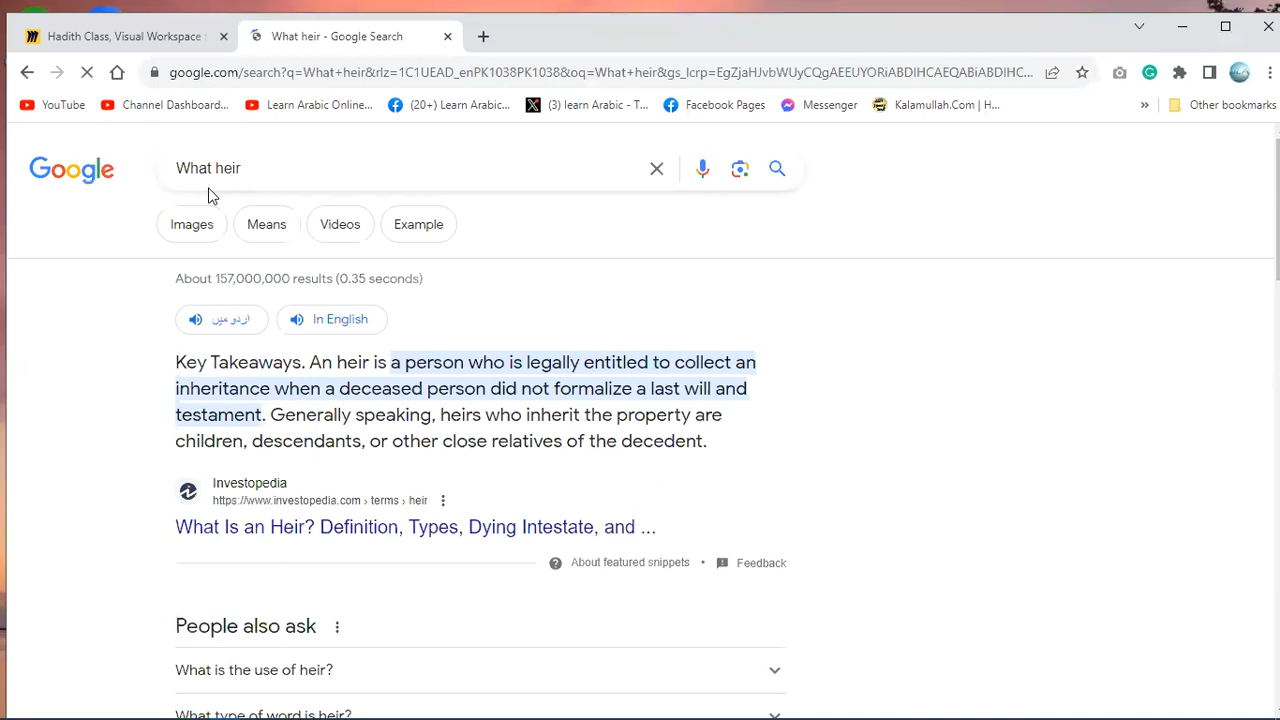 Hadith Class, Visual Workspace
What heir - Google Search
google.com/search?q=What+heir&rlz=1C1UEAD_enPK1038PK1038&oq=What+heir&gs_lcrp=EgZjaHJvbWUyCQgAEEUYORiABDIHCAEQABiABDIHC...
YouTube
Channel Dashboard...
Learn Arabic Online...
(20+) Learn Arabic...
(3) learn Arabic - T...
Facebook Pages
Messenger
Kalamullah.Com | H...
»
Other bookmarks
Google
What heir
Images
Means
Videos
Example
About 157,000,000 results (0.35 seconds)
اردو میں
In English
Key Takeaways. An heir is a person who is legally entitled to collect an
inheritance when a deceased person did not formalize a last will and
testament. Generally speaking, heirs who inherit the property are
children, descendants, or other close relatives of the decedent.
Investopedia
https://www.investopedia.com › terms › heir
What Is an Heir? Definition, Types, Dying Intestate, and ...
About featured snippets
•
Feedback
People also ask
What is the use of heir?
What type of word is heir?